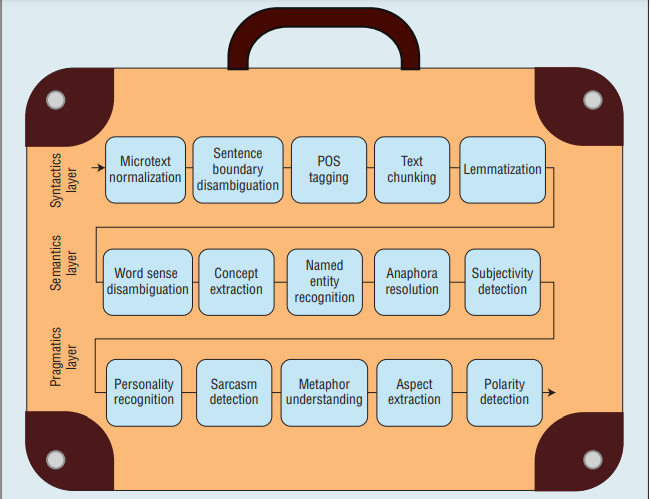 Syntactics
layer
Microtext
normalization
Sentence
boundary
disambiguation
POS
tagging
Text
chunking
Lemmatization
Semantics
layer
Word sense
disambiguation
Concept
extraction
Named
entity
recognition
Anaphora
resolution
Subjectivity
detection
Pragmatics
layer
Personality
recognition
Sarcasm
detection
Metaphor
understanding
Aspect
extraction
Polarity
detection